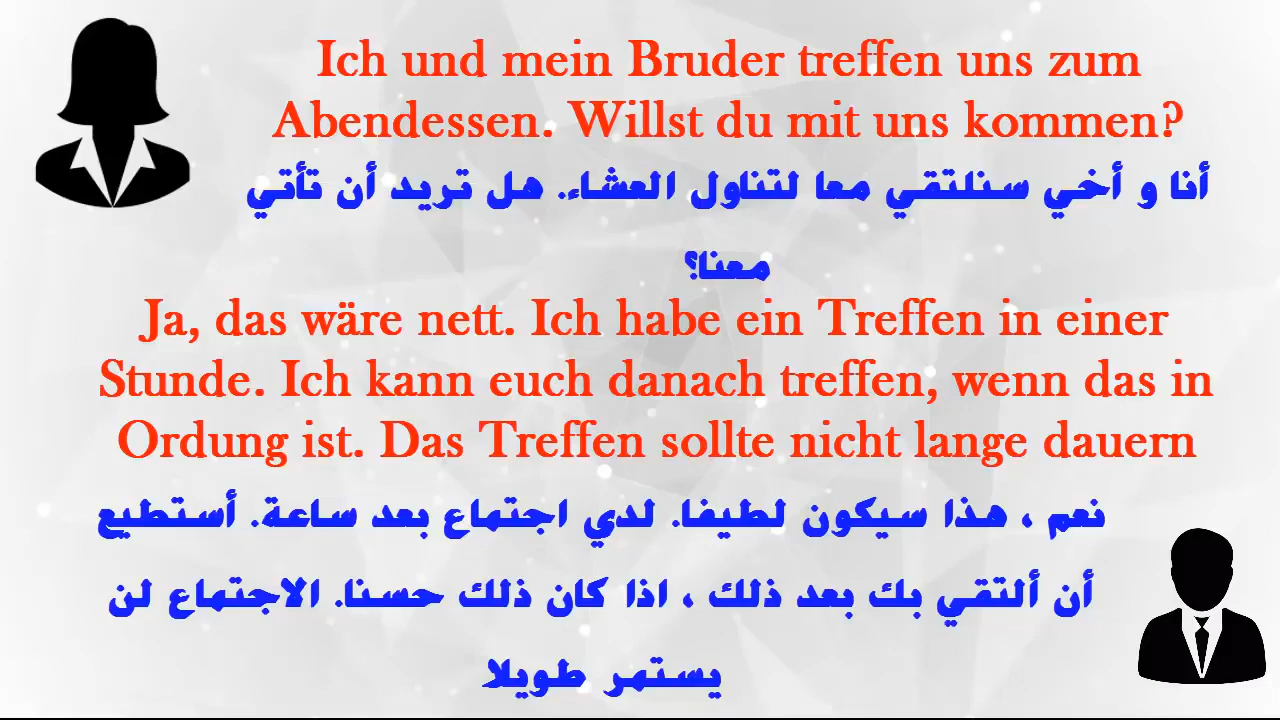 Ich und mein Bruder treffen uns zum
Abendessen. Willst du mit uns kommen?
أنا و أخي سنلتقي معا لتناول العشاء. هل تريد أن تأتي
معنا؟
Ja, das wäre nett. Ich habe ein Treffen in einer
Stunde. Ich kann euch danach treffen, wenn das in
Ordung ist. Das Treffen sollte nicht lange dauern
نعم ، هذا سيكون لطيفا. لدي اجتماع بعد ساعة. أستطيع
أن ألتقي بك بعد ذلك ، اذا كان ذلك حسنا. الاجتماع لن
يستمر طويلا